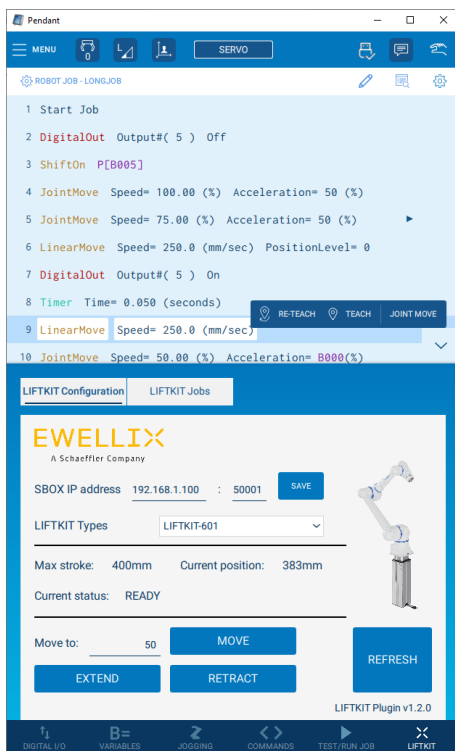 Pendant
MENU 0 SERVO
ROBOT JOB - LONGJOB
1 Start Job
2 DigitalOut Output#( 5 ) Off
3 ShiftOn P[B005]
4 JointMove Speed= 100.00 (%) Acceleration= 50 (%)
5 JointMove Speed= 75.00 (%) Acceleration= 50 (%)
6 LinearMove Speed= 250.0 (mm/sec) PositionLevel= 0
7 DigitalOut Output#( 5 ) On
8 Timer Time= 0.050 (seconds)
RE-TEACH TEACH JOINT MOVE
9 LinearMove Speed= 250.0 (mm/sec)
10 JointMove Speed= 50.00 (%) Acceleration= B000(%)
LIFTKIT Configuration LIFTKIT Jobs
EWELLIX
A Schaeffler Company
SBOX IP address 192.168.1.100 : 50001 SAVE
LIFTKIT Types LIFTKIT-601
Max stroke: 400mm Current position: 383mm
Current status: READY
Move to: 50 MOVE
EXTEND RETRACT REFRESH
LIFTKIT Plugin v1.2.0
DIGITAL I/O B= VARIABLES JOGGING COMMANDS TEST/RUN JOB LIFTKIT